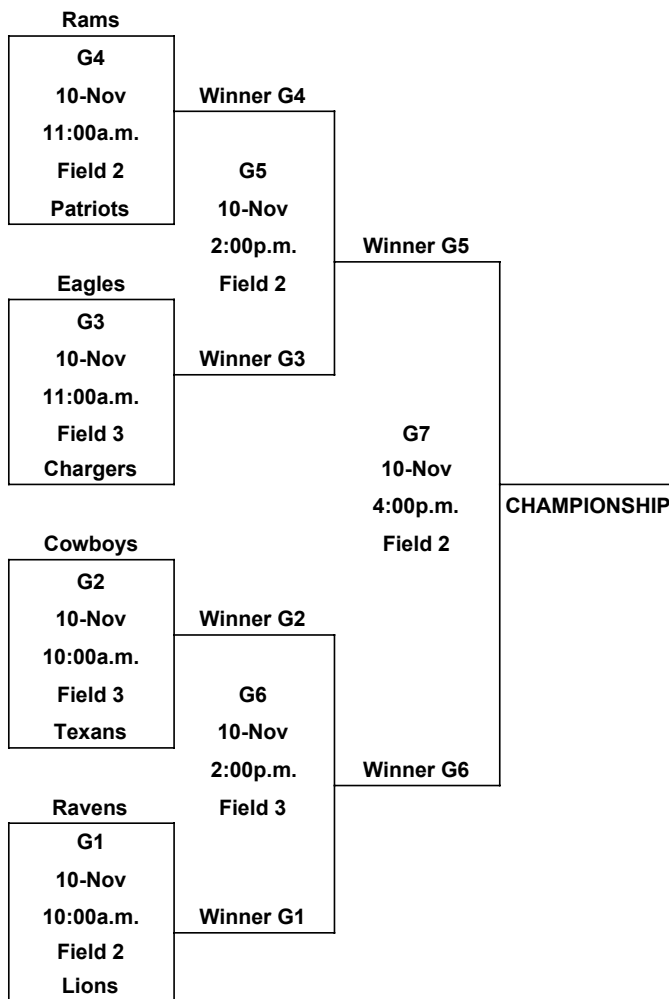 Rams
G4
10-Nov
11:00a.m.
Field 2
Patriots
Winner G4
G5
10-Nov
2:00p.m.
Field 2
Winner G5
Eagles
G3
10-Nov
11:00a.m.
Field 3
Chargers
Winner G3
G7
10-Nov
4:00p.m.
Field 2
CHAMPIONSHIP
Cowboys
G2
10-Nov
10:00a.m.
Field 3
Texans
Winner G2
G6
10-Nov
2:00p.m.
Field 3
Winner G6
Ravens
G1
10-Nov
10:00a.m.
Field 2
Lions
Winner G1